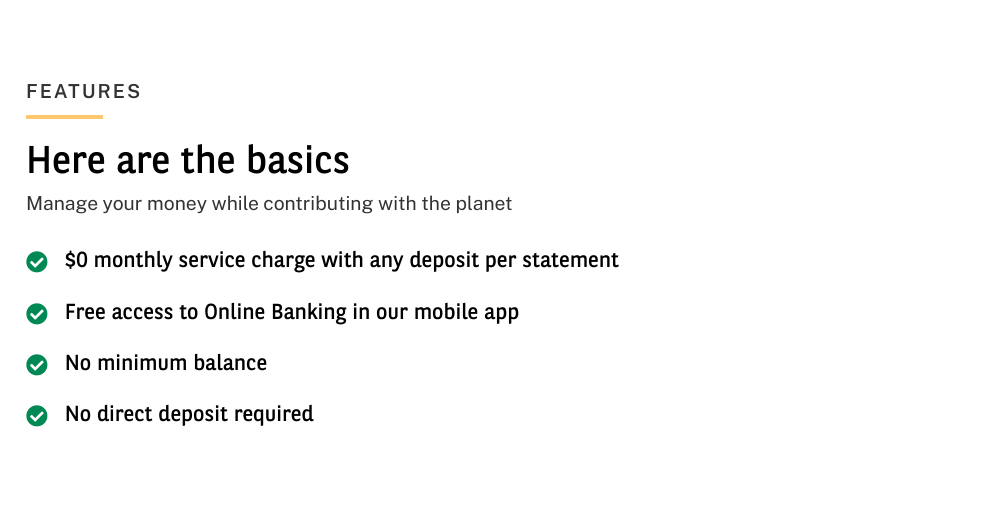 FEATURES
Here are the basics
Manage your money while contributing with the planet
$0 monthly service charge with any deposit per statement
Free access to Online Banking in our mobile app
No minimum balance
No direct deposit required